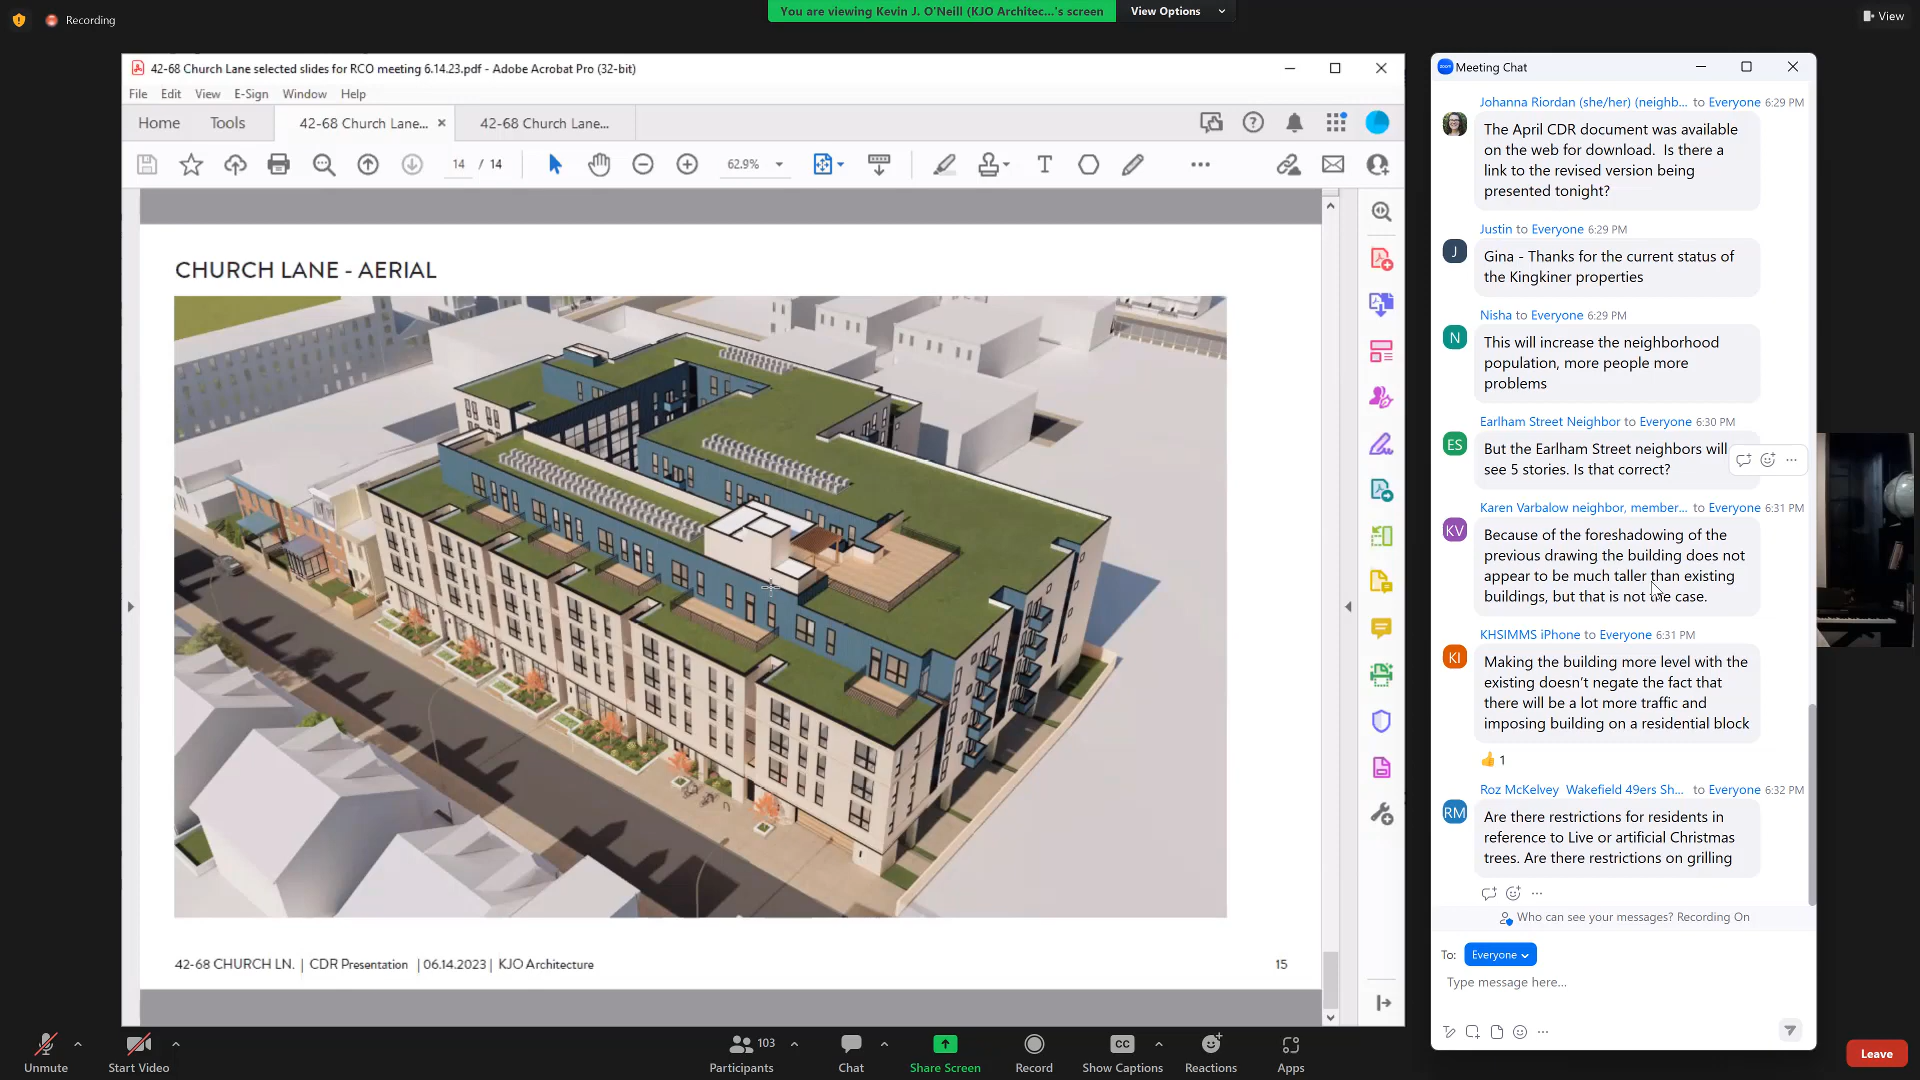 Recording
You are viewing Kevin J. O'Neill (KJO Architec...'s screen
View Options
View
42-68 Church Lane selected slides for RCO meeting 6.14.23.pdf - Adobe Acrobat Pro (32-bit)
File Edit View E-Sign Window Help
Home Tools 42-68 Church Lane... 42-68 Church Lane...
14 / 14 62.9%
CHURCH LANE - AERIAL
42-68 CHURCH LN. | CDR Presentation | 06.14.2023 | KJO Architecture 15
Meeting Chat
Johanna Riordan (she/her) (neighb... to Everyone 6:29 PM
The April CDR document was available
on the web for download. Is there a
link to the revised version being
presented tonight?
Justin to Everyone 6:29 PM
J
Gina - Thanks for the current status of
the Kingkiner properties
Nisha to Everyone 6:29 PM
N
This will increase the neighborhood
population, more people more
problems
Earlham Street Neighbor to Everyone 6:30 PM
ES
But the Earlham Street neighbors will
see 5 stories. Is that correct?
Karen Varbalow neighbor, member... to Everyone 6:31 PM
KV
Because of the foreshadowing of the
previous drawing the building does not
appear to be much taller than existing
buildings, but that is not the case.
KHSIMMS iPhone to Everyone 6:31 PM
KI
Making the building more level with the
existing doesn't negate the fact that
there will be a lot more traffic and
imposing building on a residential block
1
Roz McKelvey Wakefield 49ers Sh... to Everyone 6:32 PM
RM
Are there restrictions for residents in
reference to Live or artificial Christmas
trees. Are there restrictions on grilling
Who can see your messages? Recording On
To: Everyone
Type message here...
Unmute
Start Video
103
Participants
Chat
Share Screen
Record
CC
Show Captions
Reactions
Apps
Leave